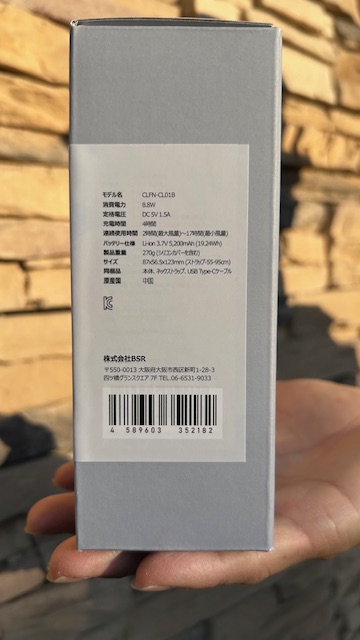 モデル名 CLFN-CL01B
消費電力 8.8W
定格電圧 DC 5V 1.5A
充電時間 4時間
連続使用時間 2時間(最大風量)～17時間(最小風量)
バッテリー仕様 Li-ion 3.7V 5,200mAh (19.24Wh)
製品重量 270g (シリコンカバーを含む)
サイズ 87x56.5x123mm (ストラップ-55-95cm)
同梱品 本体、ネックストラップ、USB Type-Cケーブル
原産国 中国
株式会社BSR
〒550-0013 大阪府大阪市西区新町1-28-3
四ツ橋グランスクエア 7F TEL.06-6531-9033
4 589603 352182